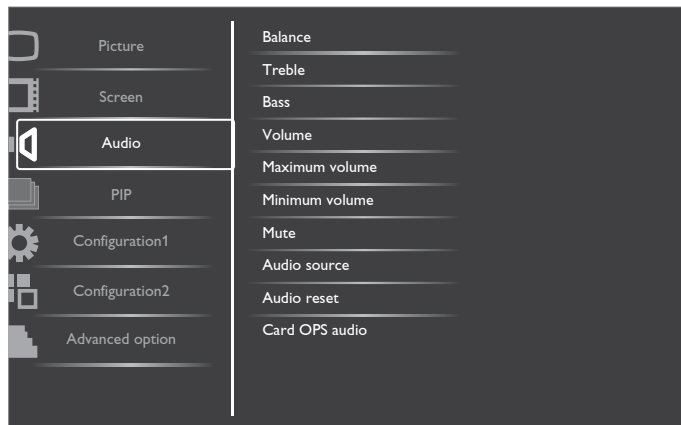 Picture
Screen
Audio
PIP
Configuration1
Configuration2
Advanced option
Balance
Treble
Bass
Volume
Maximum volume
Minimum volume
Mute
Audio source
Audio reset
Card OPS audio